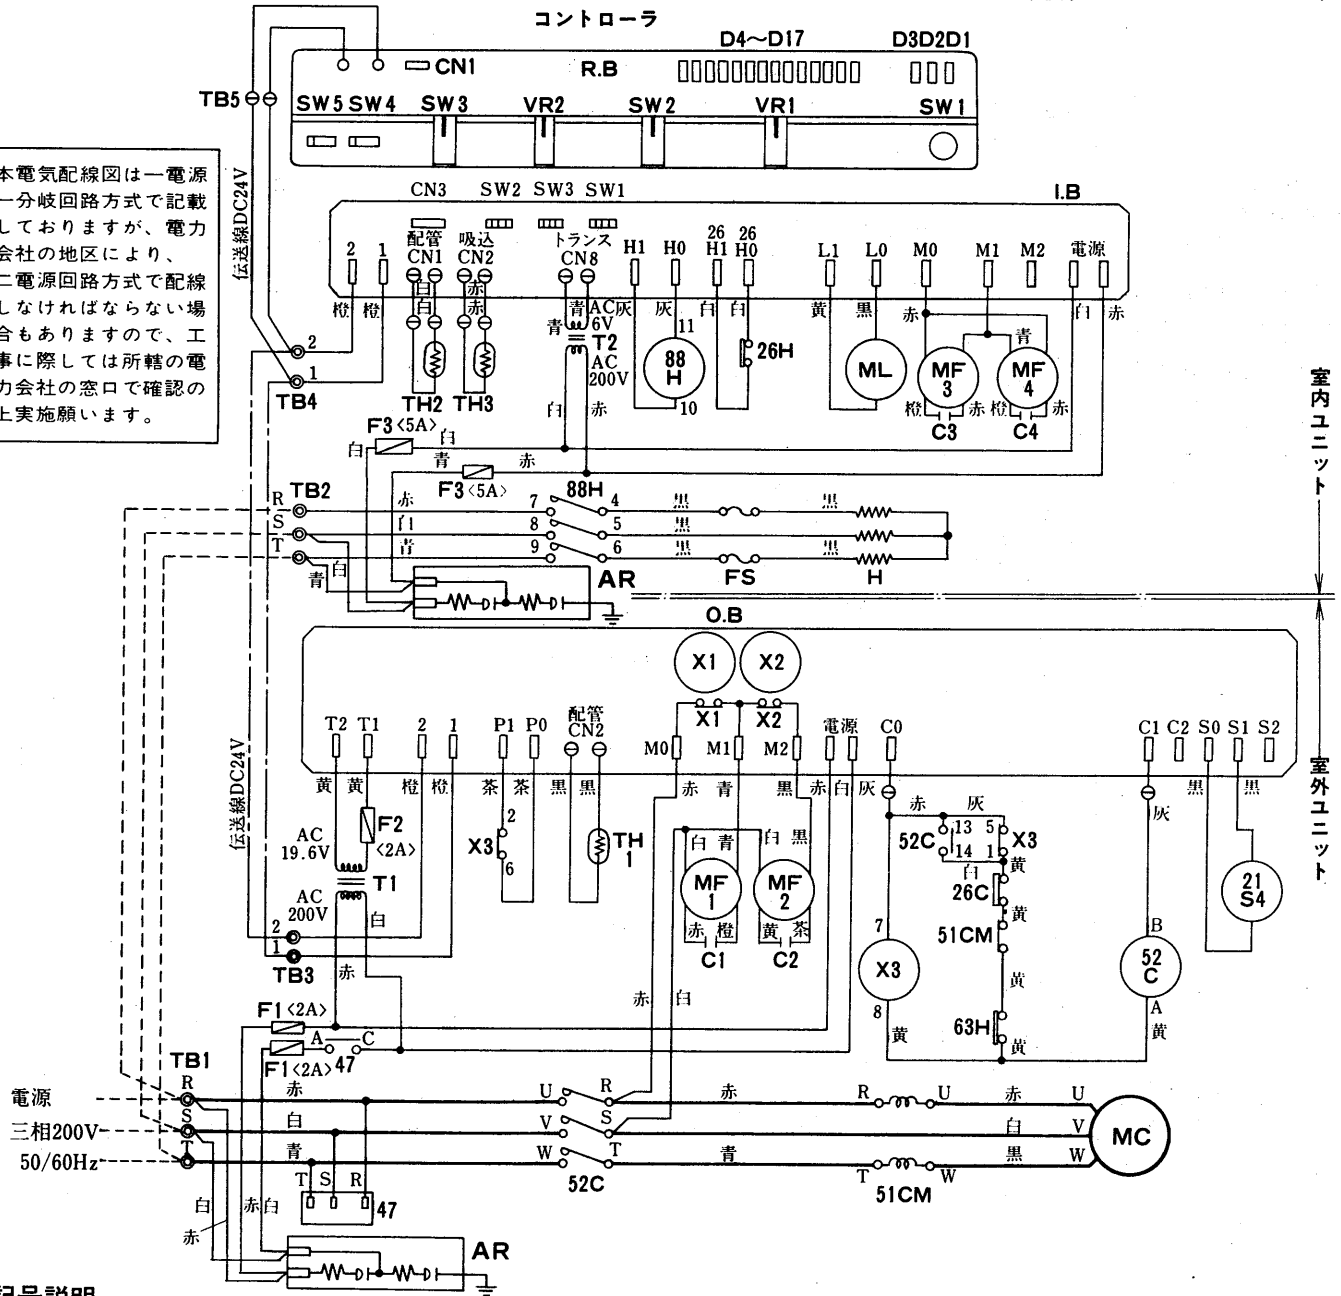 コントローラ
D4〜D17
D3D2D1
CN1
R.B
TB5
SW5 SW4 SW3 VR2 SW2 VR1 SW1
本電気配線図は一電源
一分岐回路方式で記載
しておりますが、電力
会社の地区により、
二電源回路方式で配線
しなければならない場
合もありますので、工
事に際しては所轄の電
力会社の窓口で確認の
上実施願います。
伝送線DC24V
CN3 SW2 SW3 SW1
I.B
2 1
配管 CN1
吸込 CN2
トランス CN8
H1 H0
26 H1
26 H0
L1 L0 M0 M1 M2 電源
橙 橙 白 白 赤 赤 青 青 灰 灰 白 白 黄 黒 赤 青 白 赤
AC 6V
T2
AC 200V
11
88 H
10
26H
ML
MF 3
MF 4
橙 赤 橙 赤
C3 C4
2
1
TB4
TH2 TH3
白 赤
F3<5A>
白 白
青 赤
F3<5A>
88H
R S T
TB2
赤 7 4 黒 黒
白 8 5 黒
青 9 6 黒 黒
FS H
白
青
AR
室内ユニット
室外ユニット
O.B
X1 X2
X1 X2
T2 T1 2 1 P1 P0
配管 CN2
M0 M1 M2 電源 C0
C1 C2 S0 S1 S2
黄 黄 橙 橙 茶 茶 黒 黒 赤 青 黒 赤 白 灰 灰 黒 黒
伝送線DC24V
AC 19.6V
F2 <2A>
T1
AC 200V
白
赤
2
X3
6
TH 1
白 青 白 黒
MF 1
MF 2
赤 橙 黄 茶
C1 C2
赤 白
赤 灰
52C 13 14
5 1 X3
白 黄
26C
黄
51CM
黄
63H
黄
7
X3
8
黄
B
52 C
A
黄
21 S4
2
1
TB3
F1<2A>
F1<2A>
A C
47
TB1
電源
三相200V
50/60Hz
R S T
赤 U R 赤 R U 赤 U
白 V S 白 V
青 W T 青 T W 黒 W
52C
51CM
MC
T S R
47
白 赤 赤 白
AR
記号説明